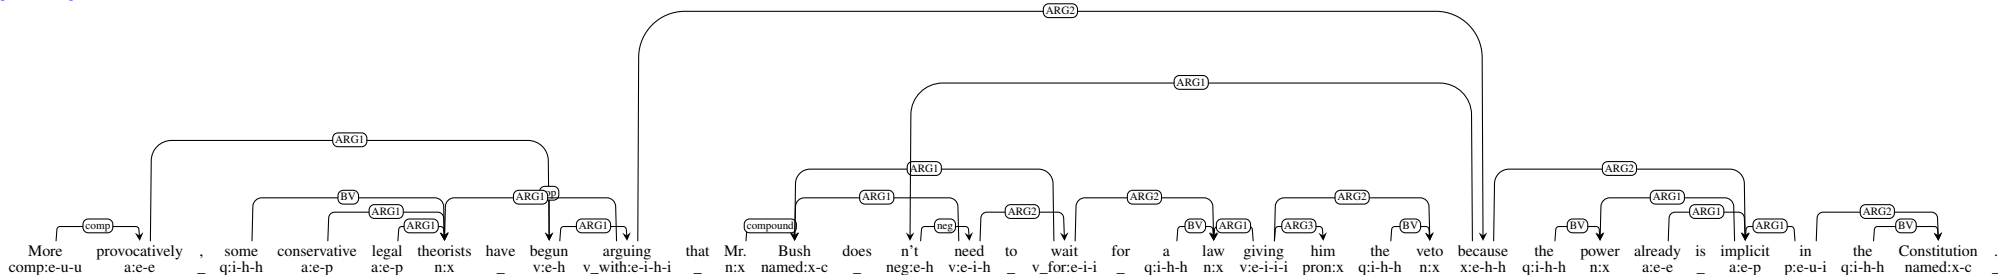 ARG2
ARG1
ARG1
ARG1 ARG2
BV ARG1 ARG1 ARG2 ARG2 ARG1
ARG1 ARG2 ARG1 ARG2
comp ARG1 ARG1 compound neg BV ARG1 ARG3 BV BV ARG1 BV
More provocatively , some conservative legal theorists have begun arguing that Mr. Bush does n't need to wait for a law giving him the veto because the power already is implicit in the Constitution .
comp:e-u-u a:e-e _ q:i-h-h a:e-p a:e-p n:x _ v:e-h v_with:e-i-h-i _ n:x named:x-c _ neg:e-h v:e-i-h _ v_for:e-i-i _ q:i-h-h n:x v:e-i-i-i pron:x q:i-h-h n:x x:e-h-h q:i-h-h n:x a:e-e _ a:e-p p:e-u-i q:i-h-h named:x-c _